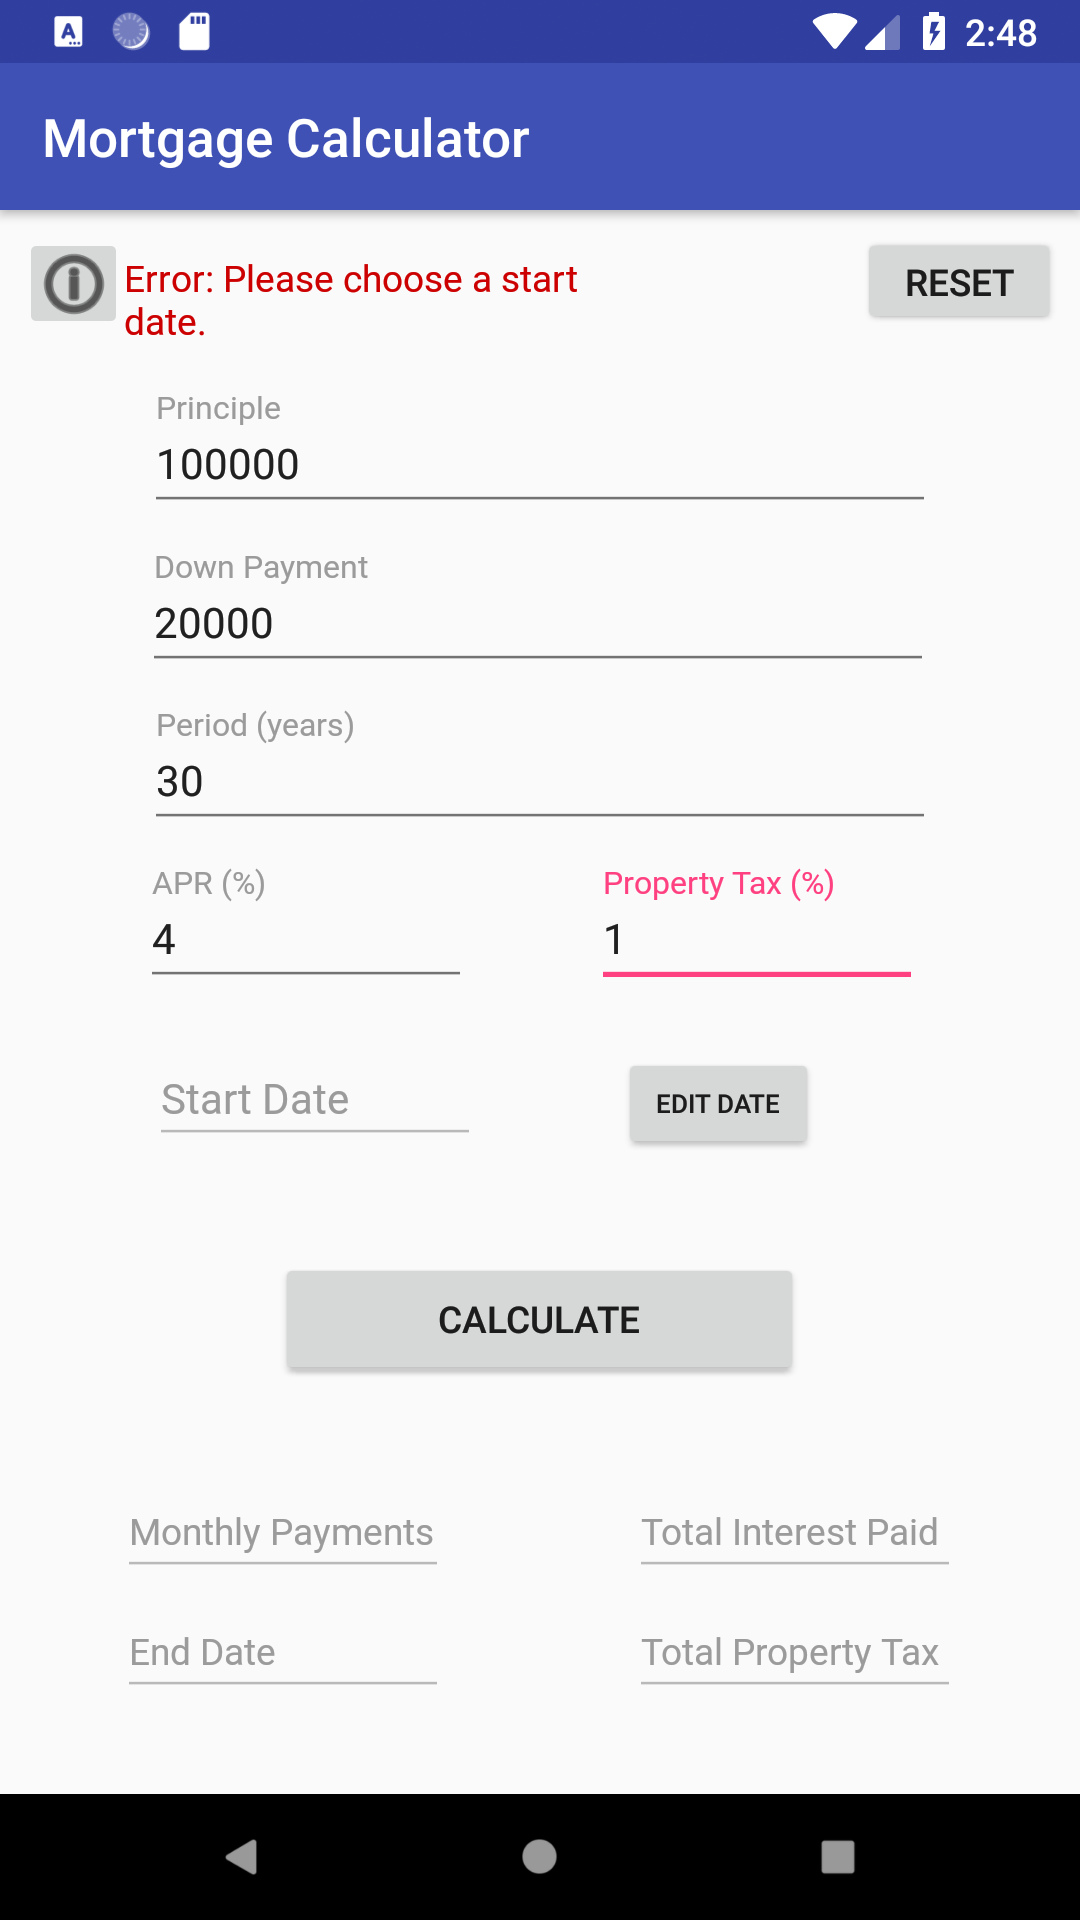 2:48
Mortgage Calculator
Error: Please choose a start
date.
RESET
Principle
100000
Down Payment
20000
Period (years)
30
APR (%)
Property Tax (%)
4
1
Start Date
EDIT DATE
CALCULATE
Monthly Payments
Total Interest Paid
End Date
Total Property Tax